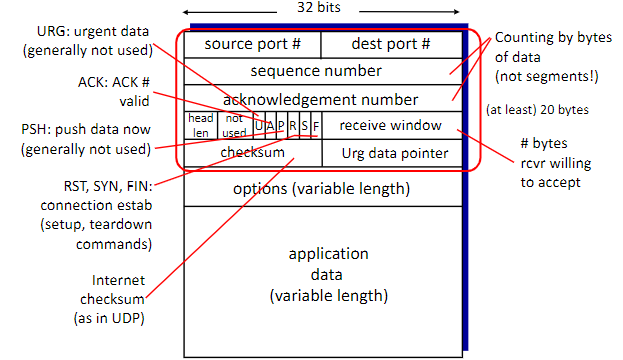 32 bits
URG: urgent data
(generally not used)
ACK: ACK #
valid
PSH: push data now
(generally not used)
RST, SYN, FIN:
connection estab
(setup, teardown
commands)
Internet
checksum
(as in UDP)
source port #
dest port #
sequence number
acknowledgement number
head
len
not
used
U A P R S F
receive window
checksum
Urg data pointer
options (variable length)
application
data
(variable length)
Counting by bytes
of data
(not segments!)
(at least) 20 bytes
# bytes
rcvr willing
to accept